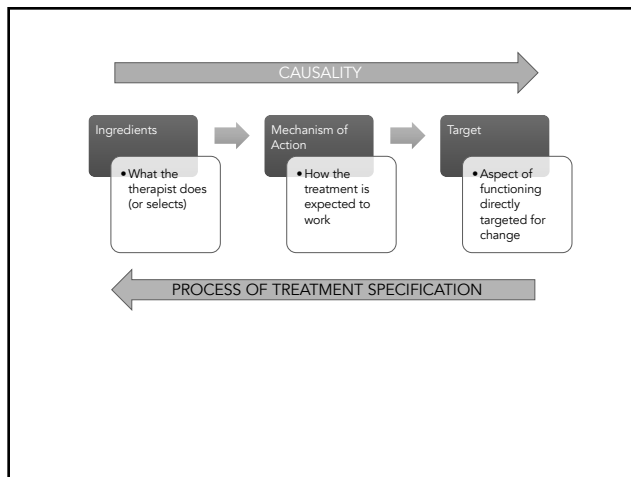 CAUSALITY
Ingredients
• What the
therapist does
(or selects)
Mechanism of
Action
• How the
treatment is
expected to
work
Target
• Aspect of
functioning
directly
targeted for
change
PROCESS OF TREATMENT SPECIFICATION